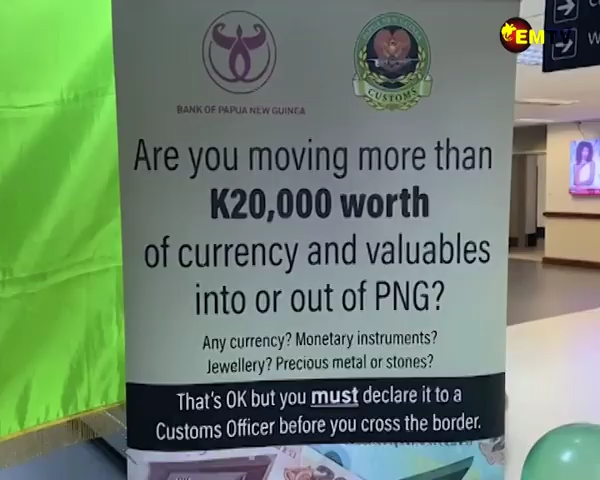 EMTV
BANK OF PAPUA NEW GUINEA
CUSTOMS
Are you moving more than
K20,000 worth
of currency and valuables
into or out of PNG?
Any currency? Monetary instruments?
Jewellery? Precious metal or stones?
That's OK but you must declare it to a
Customs Officer before you cross the border.